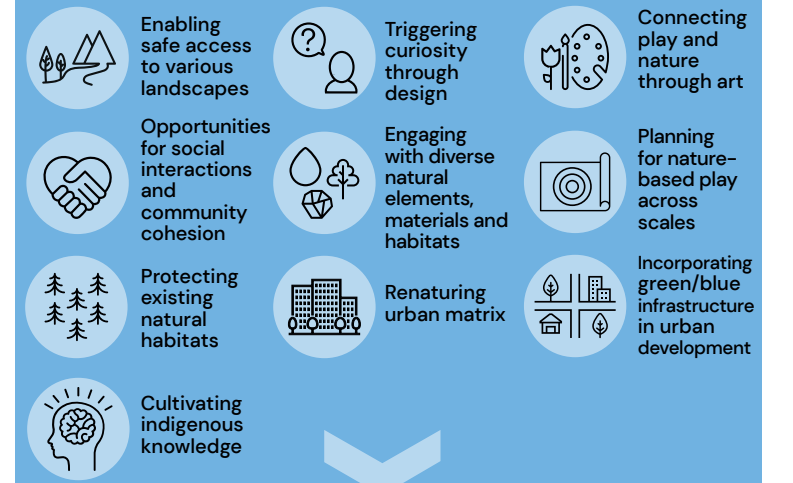 Enabling
safe access
to various
landscapes
Triggering
curiosity
through
design
Connecting
play and
nature
through art
Opportunities
for social
interactions
and
community
cohesion
Engaging
with diverse
natural
elements,
materials and
habitats
Planning
for nature-
based play
across
scales
Protecting
existing
natural
habitats
Renaturing
urban matrix
Incorporating
green/blue
infrastructure
in urban
development
Cultivating
indigenous
knowledge
?